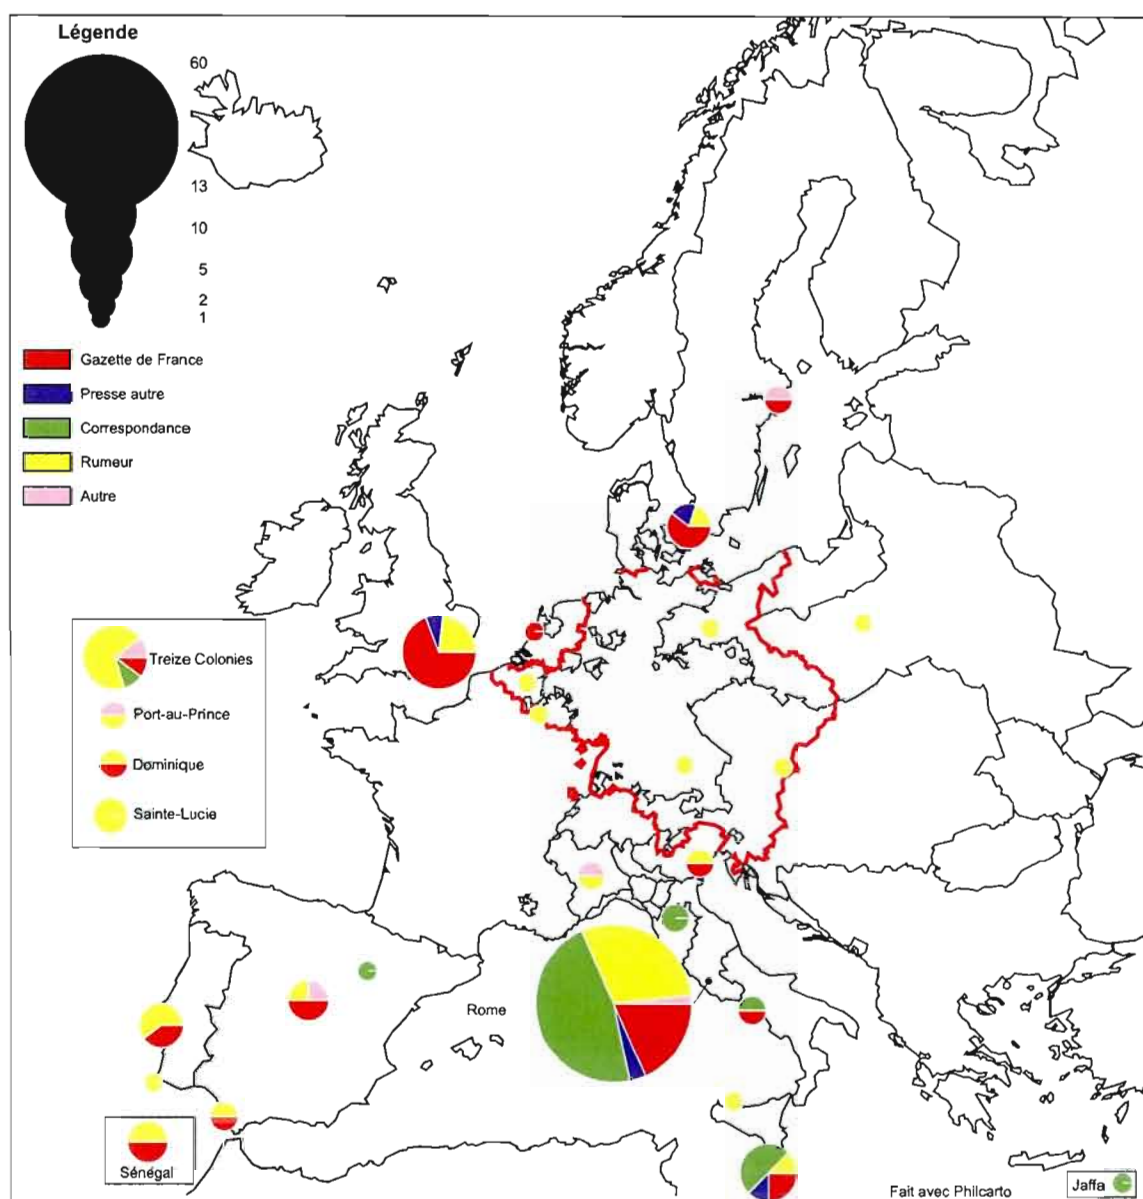 Légende
60
13
10
5
2
1
Gazette de France
Presse autre
Correspondance
Rumeur
Autre
Treize Colonies
Port-au-Prince
Dominique
Sainte-Lucie
Rome
Sénégal
Fait avec Philcarto
Jaffa